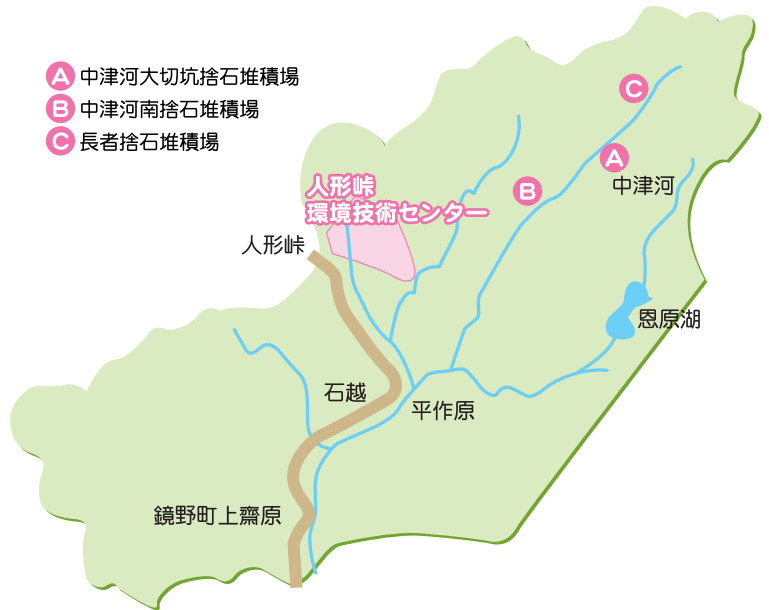 A 中津河大切坑捨石堆積場
B 中津河南捨石堆積場
C 長者捨石堆積場
C
A
B
中津河
人形峠
環境技術センター
人形峠
恩原湖
石越
平作原
鏡野町上齋原